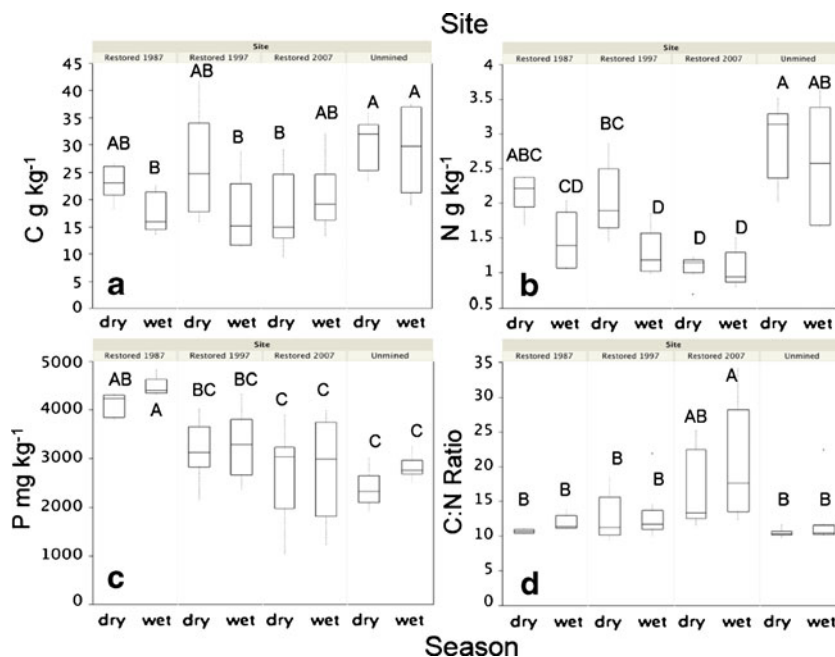 Site
Site
Restored 1987 Restored 1997 Restored 2007 Unmined
C g kg-1
45
40
35
30
25
20
15
10
5
0
AB B AB B B AB A A
a
dry wet dry wet dry wet dry wet
Site
Restored 1987 Restored 1997 Restored 2007 Unmined
N g kg-1
4
3.5
3
2.5
2
1.5
1
0.5
ABC CD BC D D D A AB
b
dry wet dry wet dry wet dry wet
Site
Restored 1987 Restored 1997 Restored 2007 Unmined
P mg kg-1
5000
4000
3000
2000
1000
0
AB A BC BC C C C C
c
dry wet dry wet dry wet dry wet
Site
Restored 1987 Restored 1997 Restored 2007 Unmined
C:N Ratio
35
30
25
20
15
10
5
0
B B B B AB A B B
d
dry wet dry wet dry wet dry wet
Season